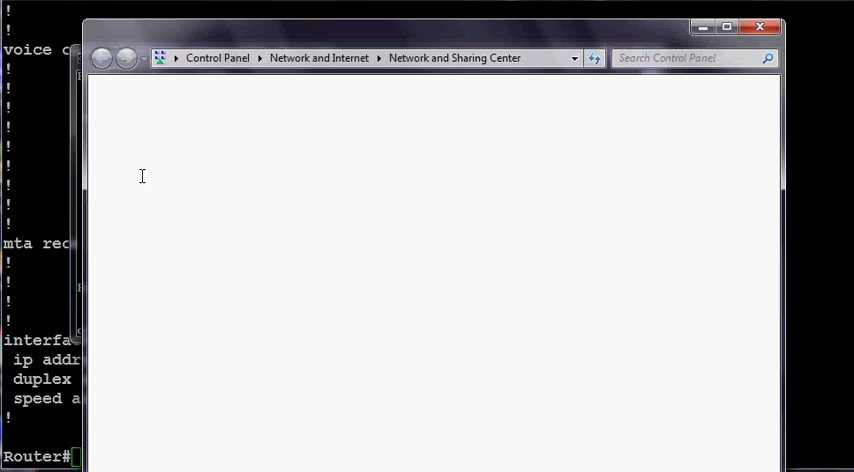 !
!
voice c
!
!
!
!
!
!
!
!
!
mta rec
!
!
!
!
interfa
ip addr
duplex
speed a
!
Router#
Control Panel Network and Internet Network and Sharing Center
Search Control Panel